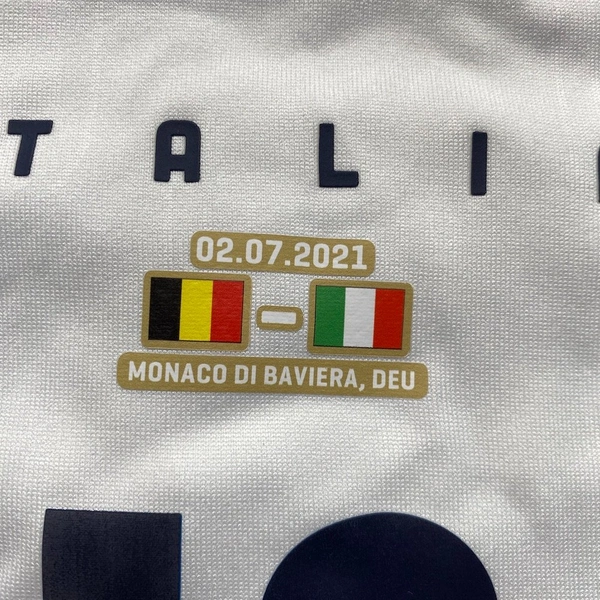 TALI
02.07.2021
MONACO DI BAVIERA, DEU